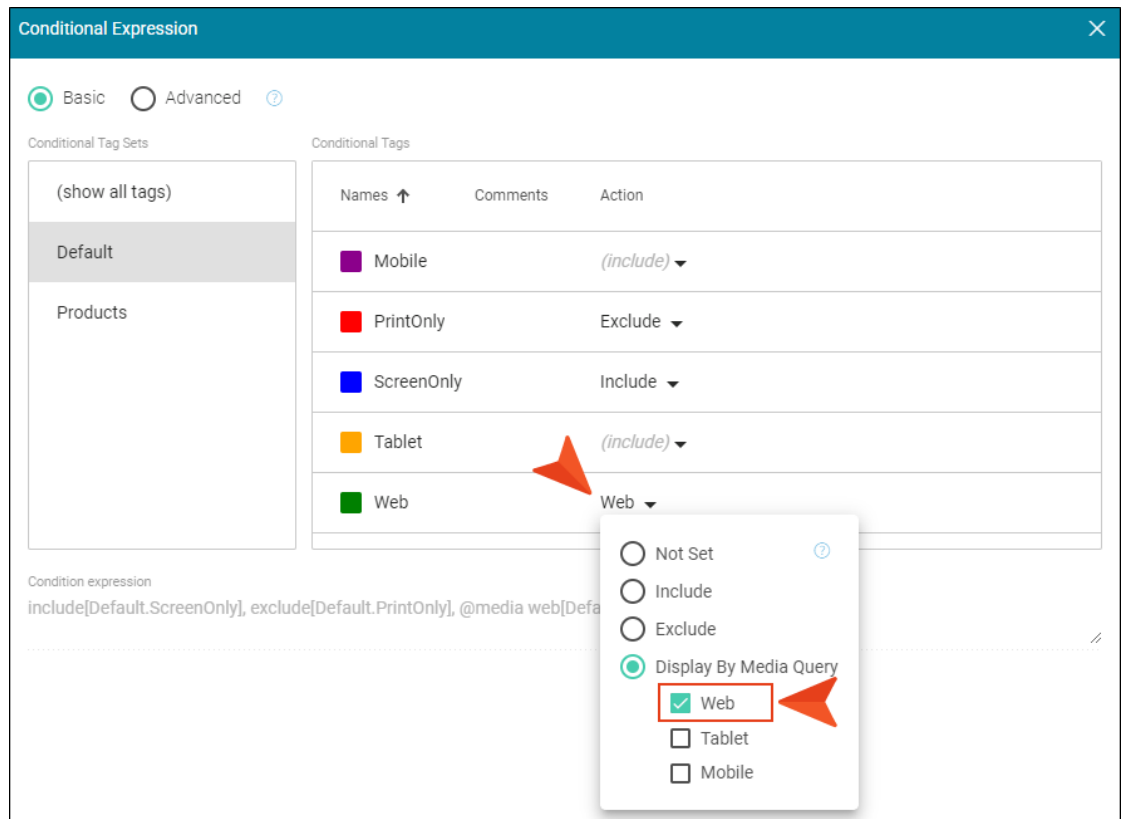 Conditional Expression
Basic Advanced ?
Conditional Tag Sets
Conditional Tags
(show all tags)
Default
Products
Names Comments Action
Mobile (include)
PrintOnly Exclude
ScreenOnly Include
Tablet (include)
Web Web
Not Set ?
Include
Exclude
Display By Media Query
Web
Tablet
Mobile
Condition expression
include[Default.ScreenOnly], exclude[Default.PrintOnly], @media web[Defa